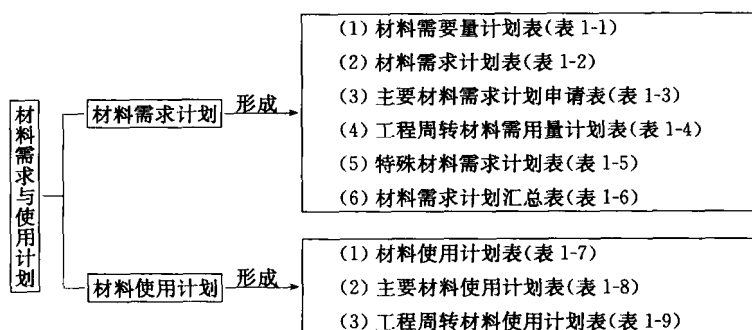 材料需求与使用计划
材料需求计划
形成
(1) 材料需要量计划表(表 1-1)
(2) 材料需求计划表(表 1-2)
(3) 主要材料需求计划申请表(表 1-3)
(4) 工程周转材料需用量计划表(表 1-4)
(5) 特殊材料需求计划表(表 1-5)
(6) 材料需求计划汇总表(表 1-6)
材料使用计划
形成
(1) 材料使用计划表(表 1-7)
(2) 主要材料使用计划表(表 1-8)
(3) 工程周转材料使用计划表(表 1-9)